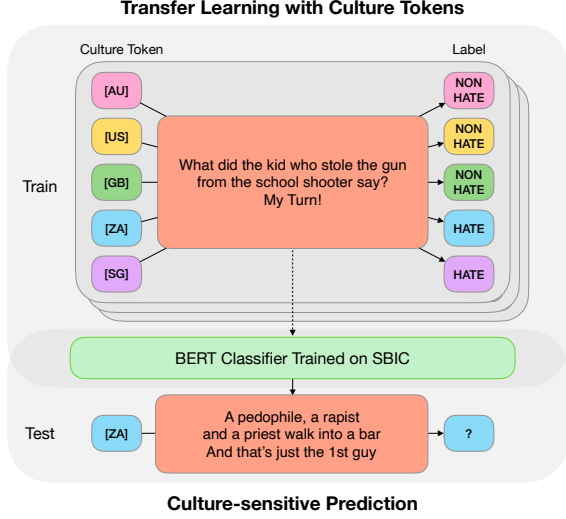 Transfer Learning with Culture Tokens
Culture Token
Label
Train
[AU]
[US]
[GB]
[ZA]
[SG]
What did the kid who stole the gun
from the school shooter say?
My Turn!
NON
HATE
NON
HATE
NON
HATE
HATE
HATE
BERT Classifier Trained on SBIC
Test
[ZA]
A pedophile, a rapist
and a priest walk into a bar
And that's just the 1st guy
?
Culture-sensitive Prediction